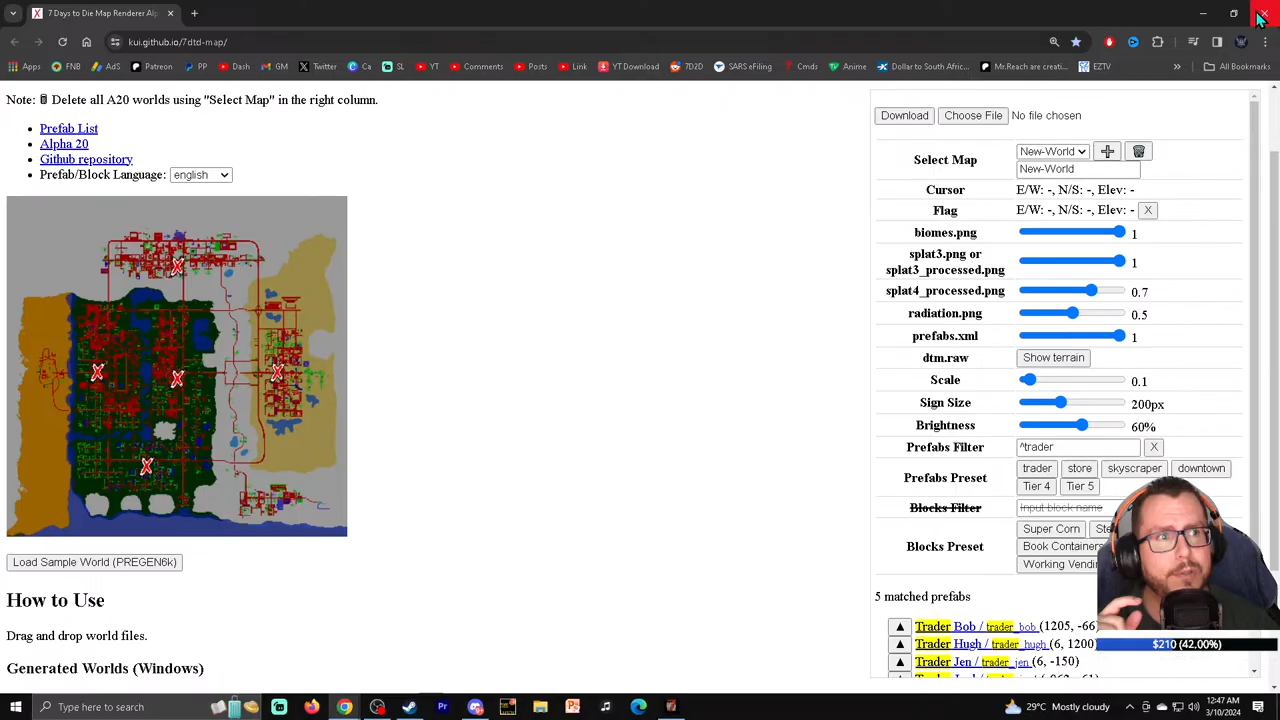 7 Days to Die Map Renderer Alp
kui.github.io/7dtd-map/
Apps FNB AdS Patreon PP Dash GM Twitter Ca SL YT Comments Posts Link YT Download 7D2D SARS eFiling Cmds Anime Dollar to South Afric... Mr.Reach are creati... EZTV All Bookmarks
Note: Delete all A20 worlds using "Select Map" in the right column.
Prefab List
Alpha 20
Github repository
Prefab/Block Language: english
X
X
X
X
X
Load Sample World (PREGEN6k)
How to Use
Drag and drop world files.
Generated Worlds (Windows)
Download Choose File No file chosen
Select Map New-World
New-World
Cursor E/W: -, N/S: -, Elev: -
Flag E/W: -, N/S: -, Elev: - X
biomes.png 1
splat3.png or
splat3_processed.png 1
splat4_processed.png 0.7
radiation.png 0.5
prefabs.xml 1
dtm.raw Show terrain
Scale 0.1
Sign Size 200px
Brightness 60%
Prefabs Filter ^trader X
Prefabs Preset trader store skyscraper downtown
Tier 4 Tier 5
Blocks Filter Input block name
Blocks Preset Super Corn
Book Containers
Working Vendin
5 matched prefabs
▲ Trader Bob / trader_bob (1205, -66)
▲ Trader Hugh / trader_hugh (6, 1200)
▲ Trader Jen / trader_jen (6, -150)
$210 (42.00%)
Type here to search
29°C Mostly cloudy
12:47 AM
3/10/2024